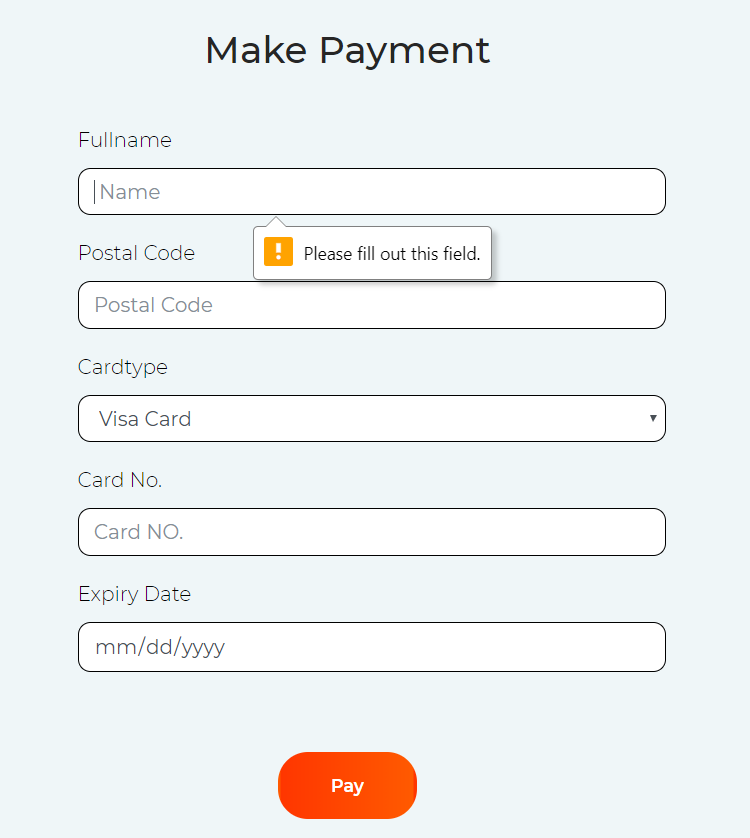 Make Payment
Fullname
Name
Please fill out this field.
Postal Code
Postal Code
Cardtype
Visa Card
Card No.
Card NO.
Expiry Date
mm/dd/yyyy
Pay